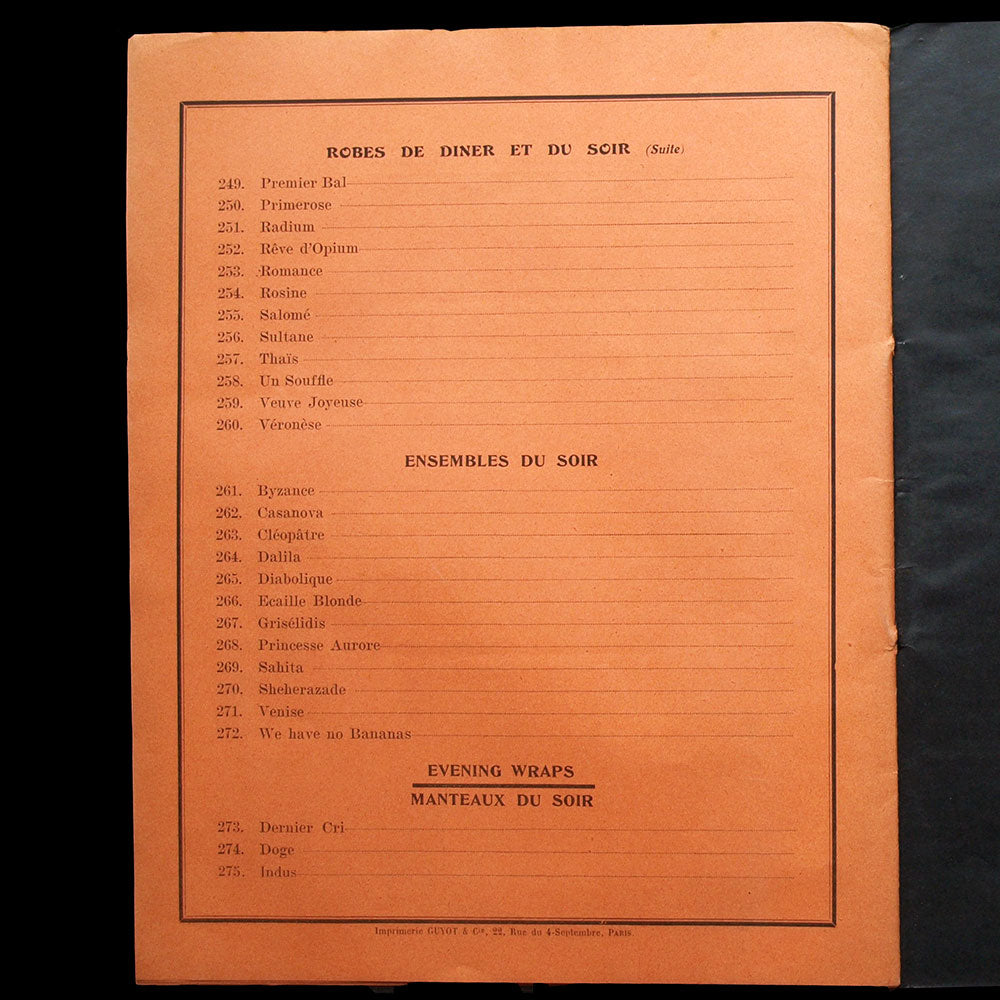 ROBES DE DINER ET DU SOIR (Suite)
249. Premier Bal
250. Primerose
251. Radium
252. Rêve d'Opium
253. Romance
254. Rosine
255. Salomé
256. Sultane
257. Thaïs
258. Un Souffle
259. Veuve Joyeuse
260. Véronèse
ENSEMBLES DU SOIR
261. Byzance
262. Casanova
263. Cléopâtre
264. Dalila
265. Diabolique
266. Ecaille Blonde
267. Grisélidis
268. Princesse Aurore
269. Sahita
270. Sheherazade
271. Venise
272. We have no Bananas
EVENING WRAPS
MANTEAUX DU SOIR
273. Dernier Cri
274. Doge
275. Indus
Imprimerie GUYOT & Cie, 22, Rue du 4-Septembre, PARIS.